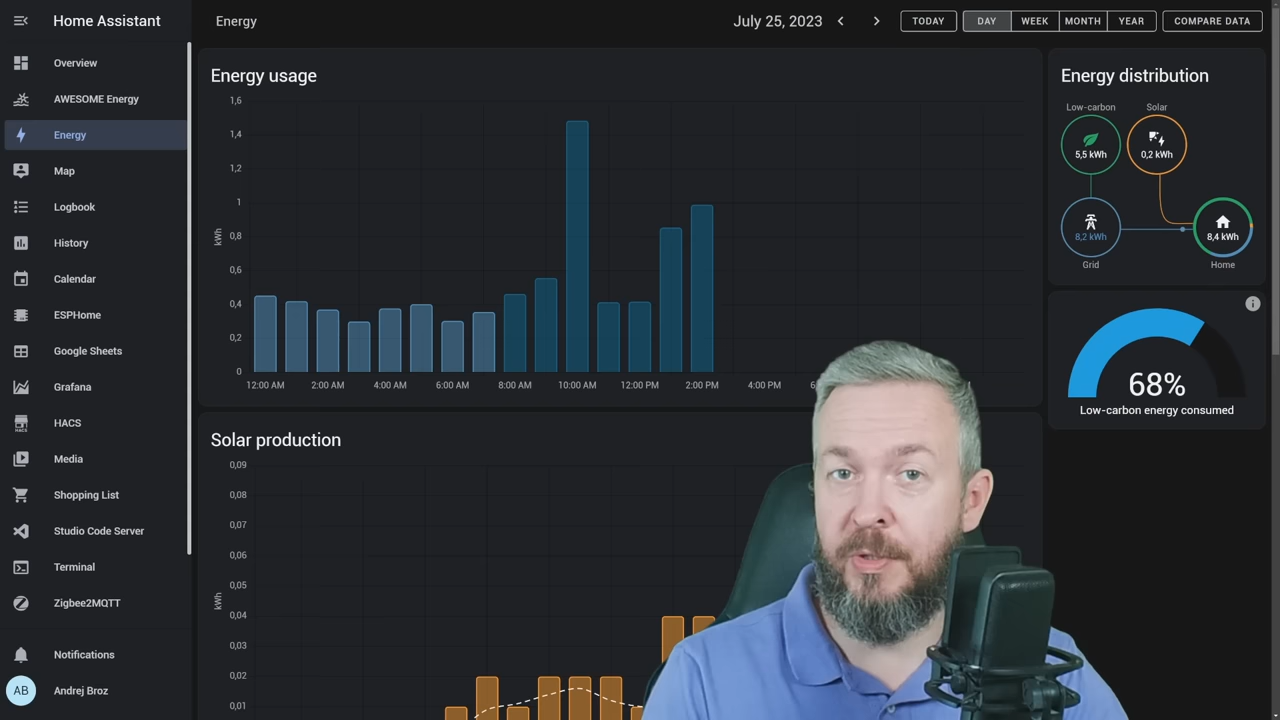 Home Assistant
Overview
AWESOME Energy
Energy
Map
Logbook
History
Calendar
ESPHome
Google Sheets
Grafana
HACS
HACS
Media
Shopping List
Studio Code Server
Terminal
Zigbee2MQTT
Notifications
AB
Andrej Broz
Energy
July 25, 2023
TODAY
DAY
WEEK
MONTH
YEAR
COMPARE DATA
Energy usage
1,6
1,4
1,2
1
0,8
0,6
0,4
0,2
0
kWh
12:00 AM 2:00 AM 4:00 AM 6:00 AM 8:00 AM 10:00 AM 12:00 PM 2:00 PM 4:00 PM
Solar production
0,09
0,08
0,07
0,06
0,05
0,04
0,03
0,02
0,01
kWh
Energy distribution
Low-carbon
Solar
5,5 kWh
0,2 kWh
8,2 kWh
8,4 kWh
Grid
Home
68%
Low-carbon energy consumed